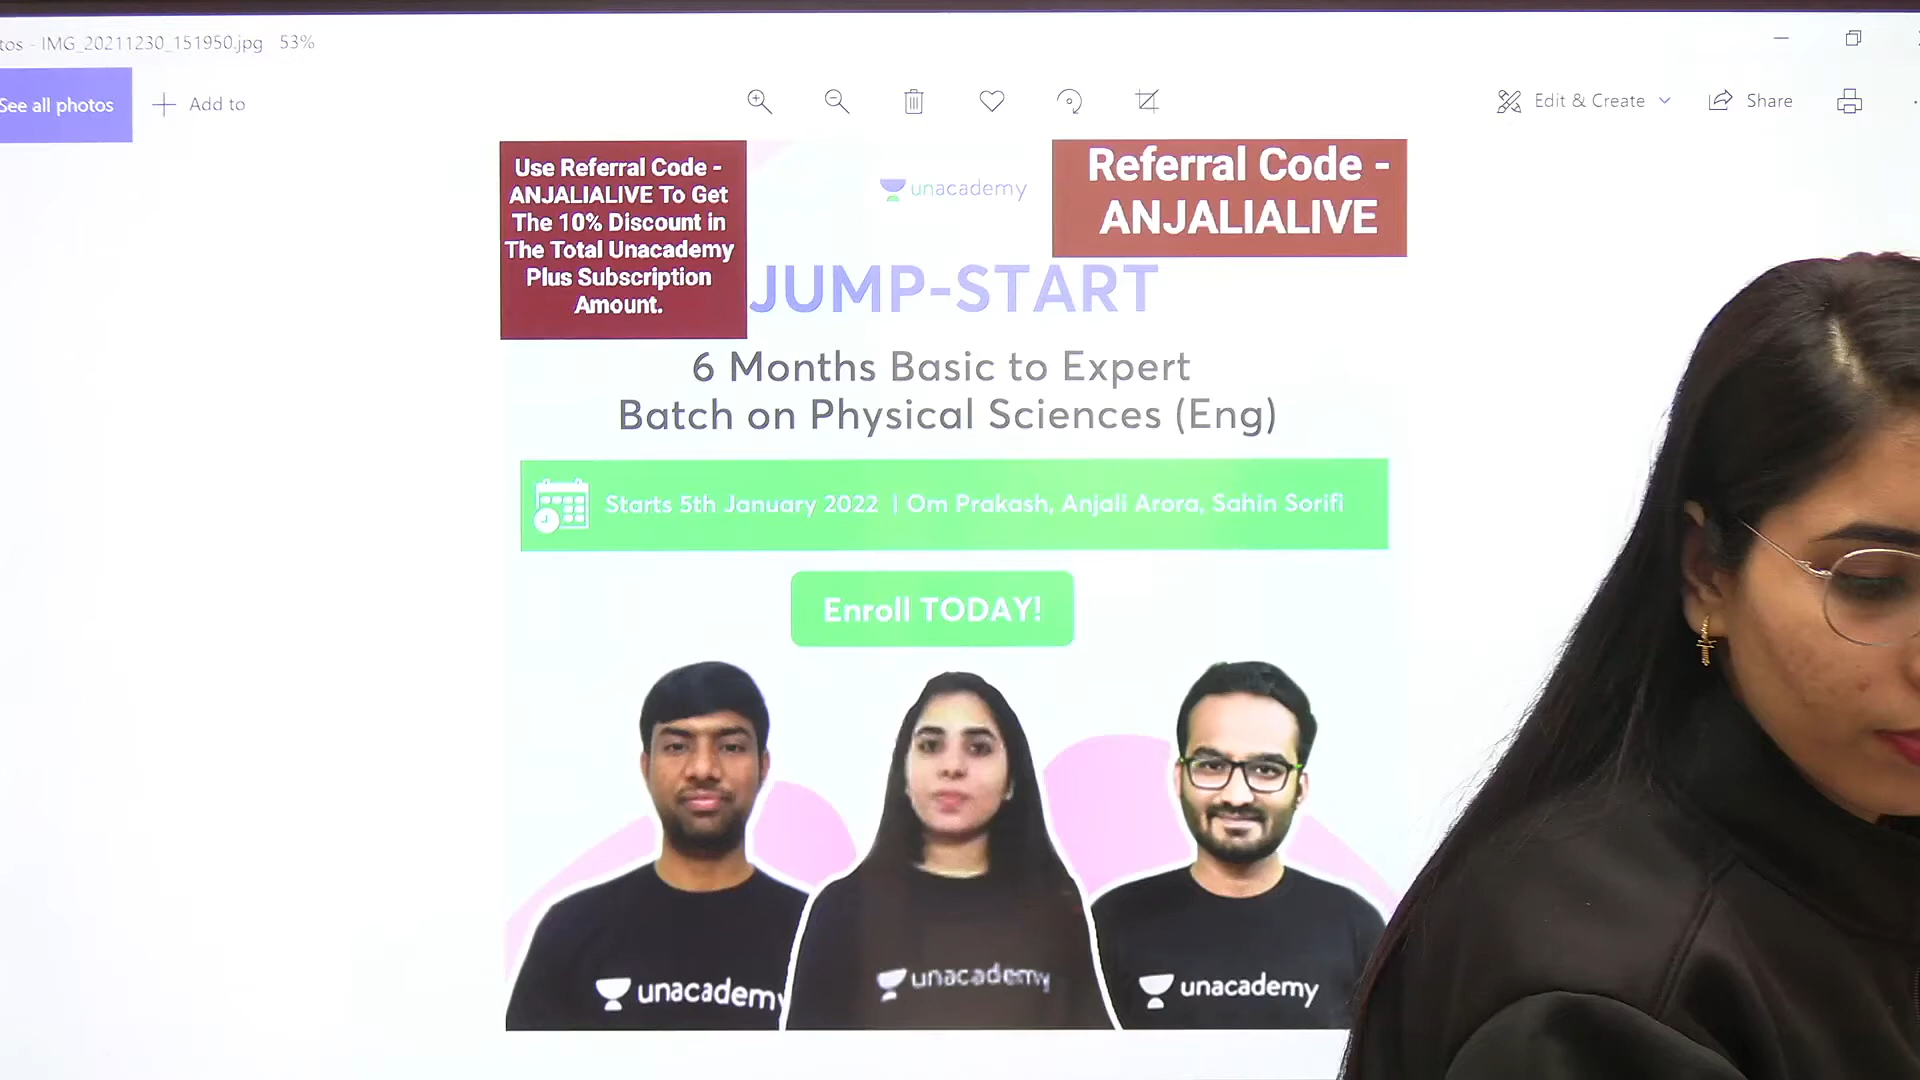 tos - IMG_20211230_151950.jpg 53%
See all photos
Add to
Edit & Create
Share
Use Referral Code -
ANJALIALIVE To Get
The 10% Discount in
The Total Unacademy
Plus Subscription
Amount.
unacademy
Referral Code -
ANJALIALIVE
JUMP-START
6 Months Basic to Expert
Batch on Physical Sciences (Eng)
Starts 5th January 2022 | Om Prakash, Anjali Arora, Sahin Sorifi
Enroll TODAY!
unacademy
unacademy
unacademy